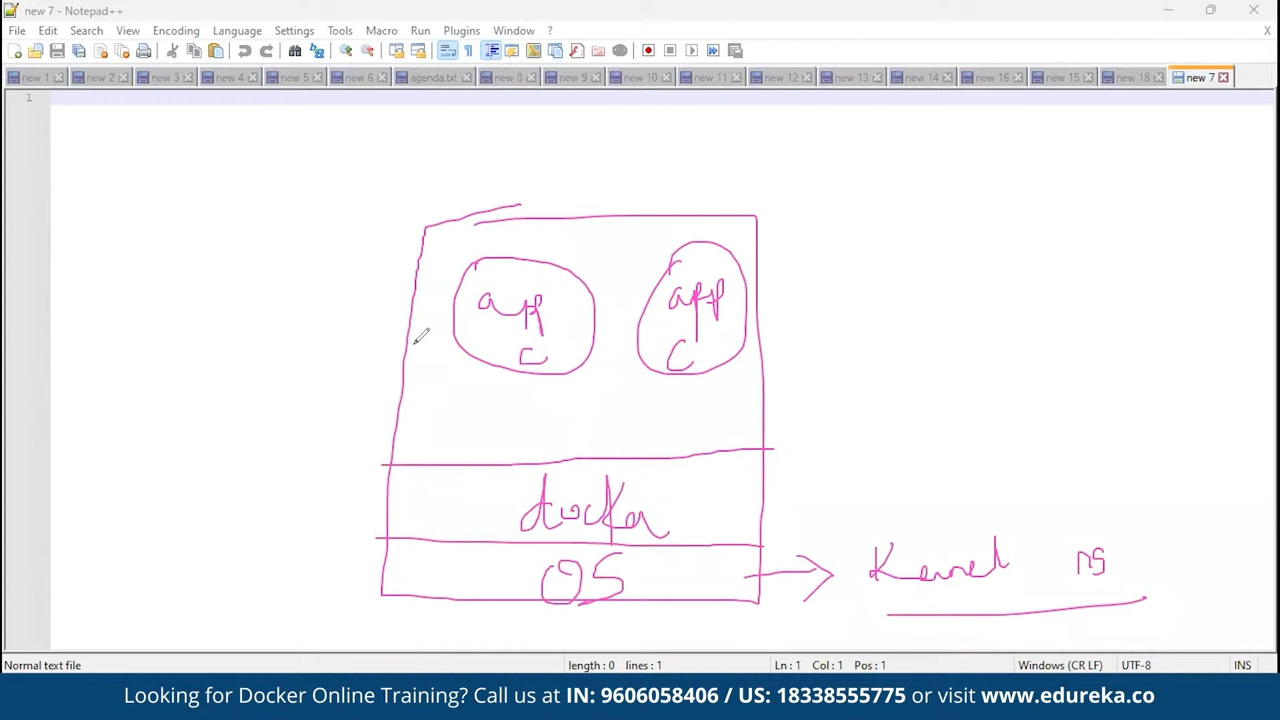 new 7 - Notepad++
File Edit Search View Encoding Language Settings Tools Macro Run Plugins Window ?
X
new 1 new 2 new 3 new 4 new 5 new 6 agenda.txt new 8 new 9 new 10 new 11 new 12 new 13 new 14 new 16 new 15 new 18 new 7
1
app app
C C
docker
OS
Kernel ns
Normal text file length : 0 lines : 1 Ln : 1 Col : 1 Pos : 1 Windows (CR LF) UTF-8 INS
Looking for Docker Online Training? Call us at IN: 9606058406 / US: 18338555775 or visit www.edureka.co